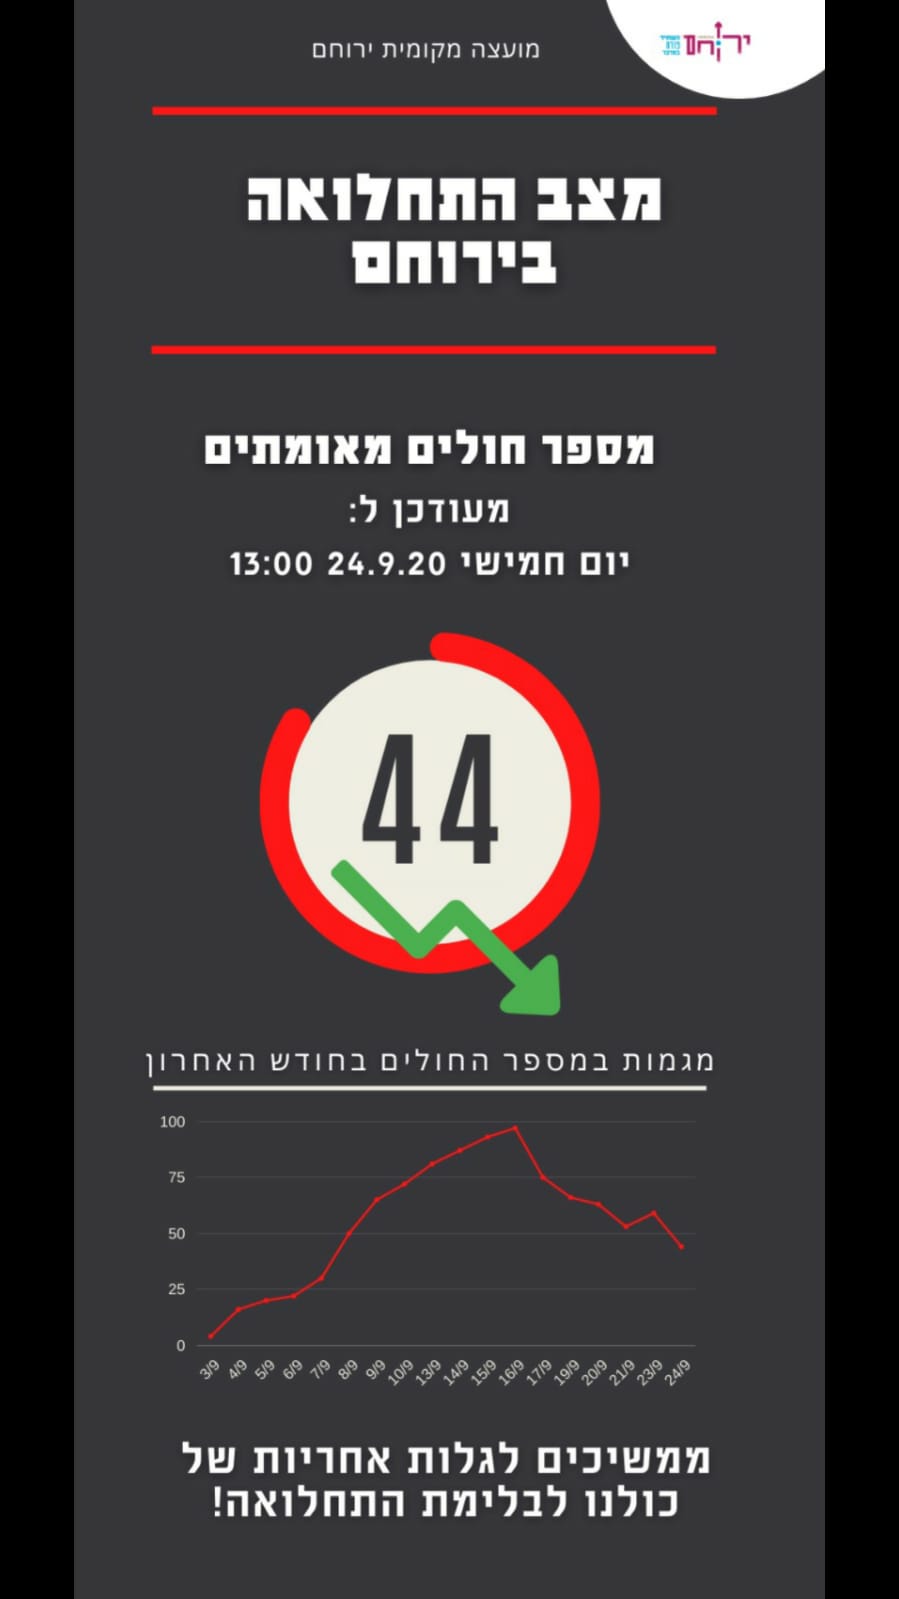 מועצה מקומית ירוחם
ירוחם
מצב התחלואה
בירוחם
מספר חולים מאומתים
מעודכן ל:
יום חמישי 24.9.20 13:00
44
מגמות במספר החולים בחודש האחרון
100
75
50
25
0
3/9 4/9 5/9 6/9 7/9 8/9 9/9 10/9 13/9 14/9 15/9 16/9 17/9 19/9 20/9 21/9 23/9 24/9
ממשיכים לגלות אחריות של
כולנו לבלימת התחלואה!